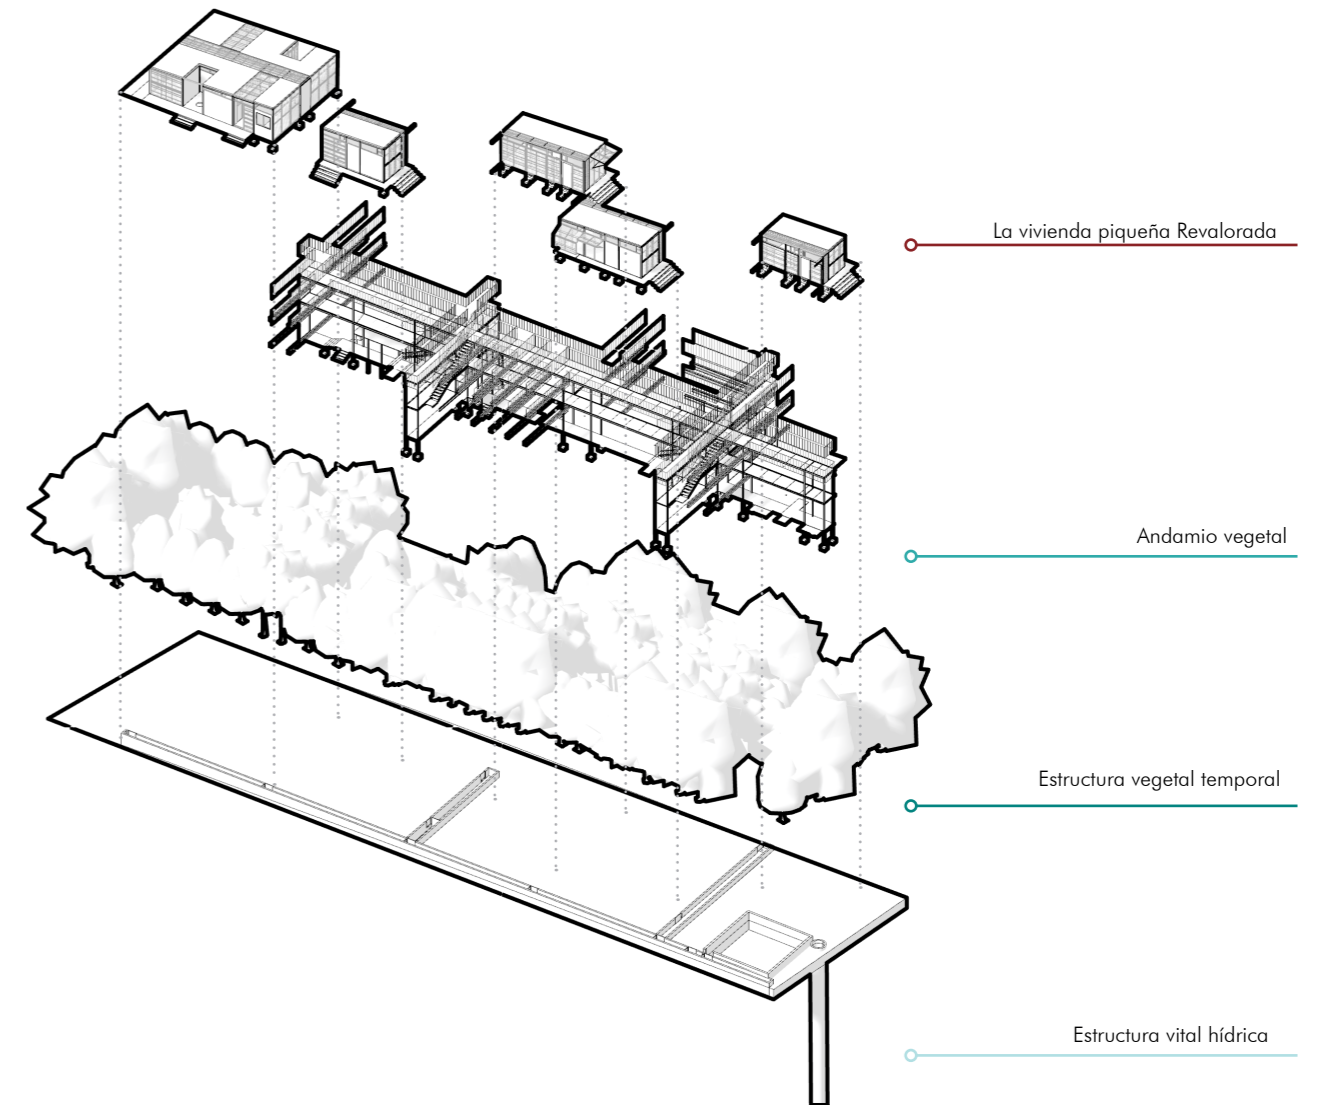 La vivienda piqueña Revalorada
Andamio vegetal
Estructura vegetal temporal
Estructura vital hídrica